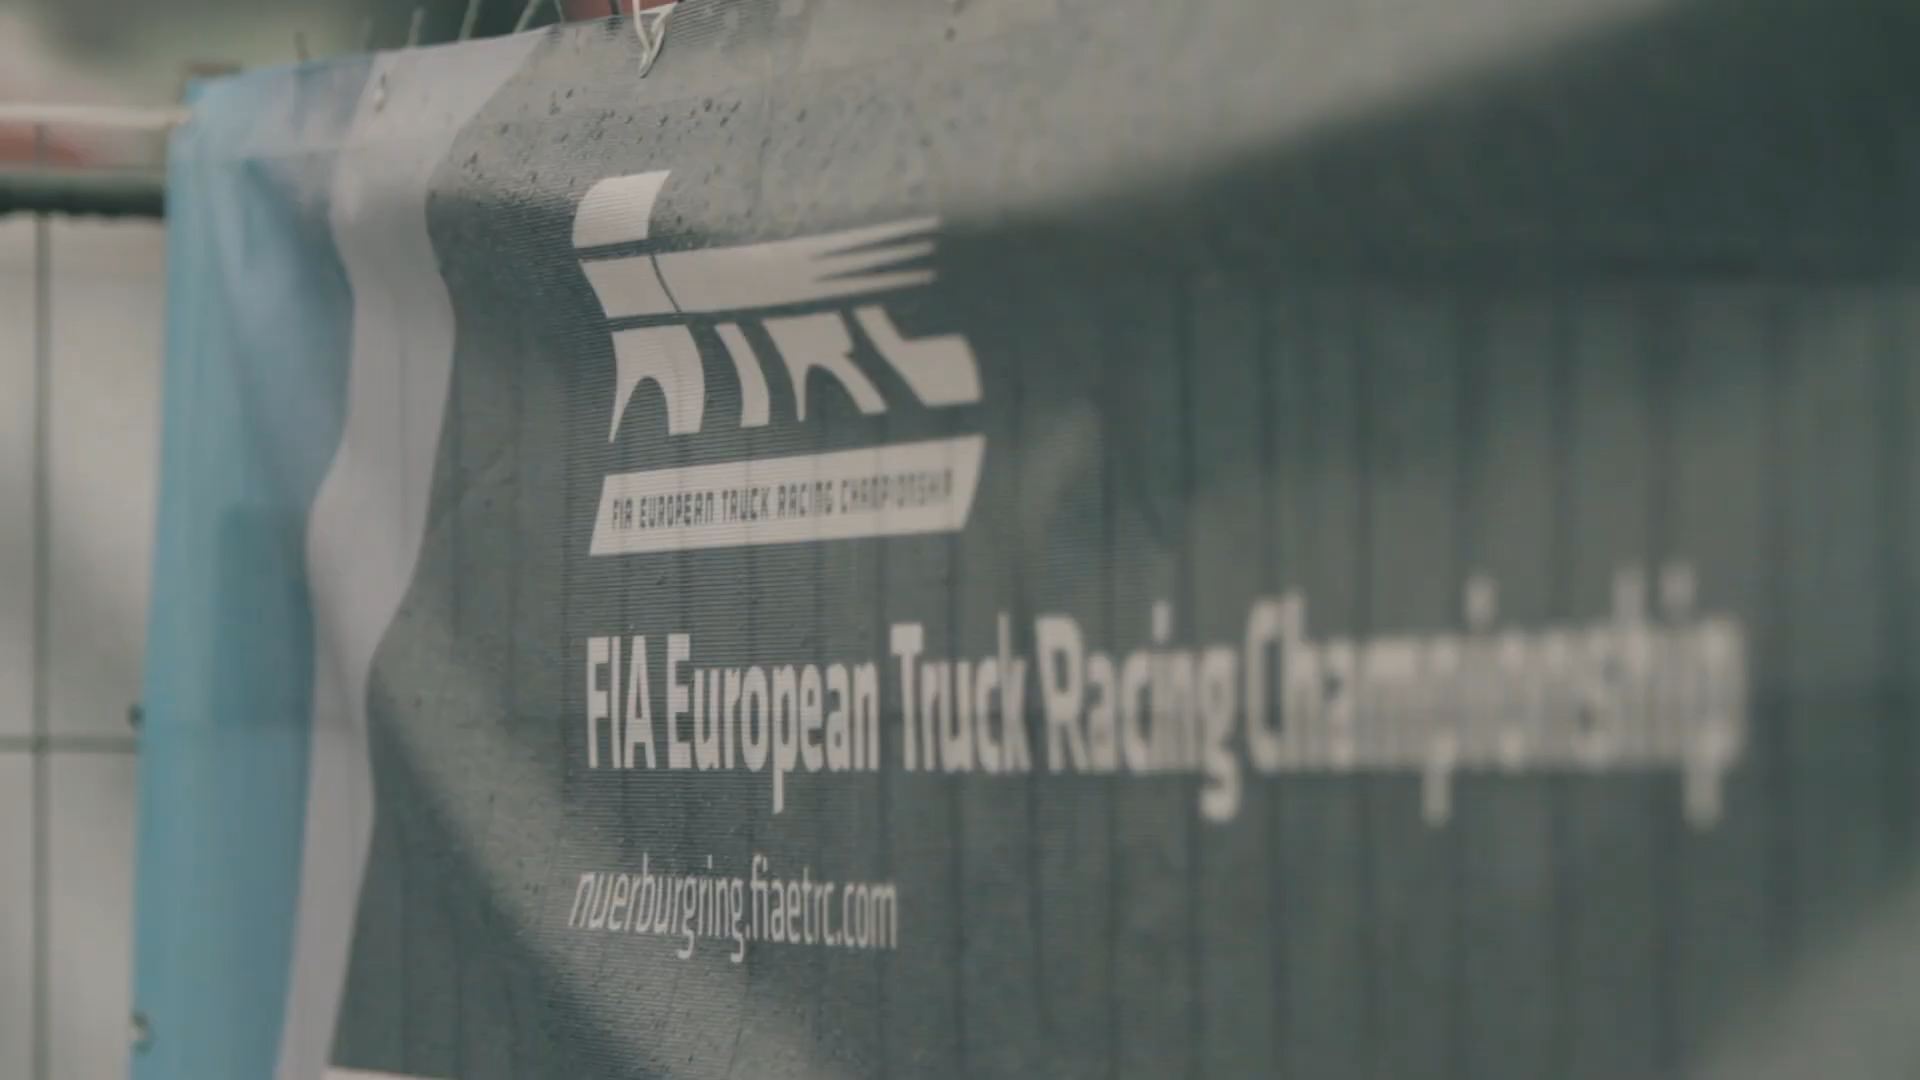 ETRC
FIA EUROPEAN TRUCK RACING CHAMPIONSHIP
FIA European Truck Racing Championship
nuerburgring.fiaetrc.com